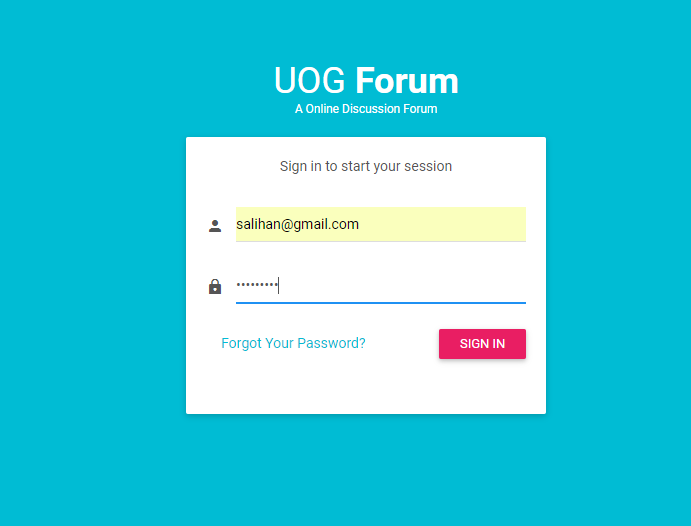 UOG Forum
A Online Discussion Forum
Sign in to start your session
salihan@gmail.com
•••••••••
Forgot Your Password?
SIGN IN